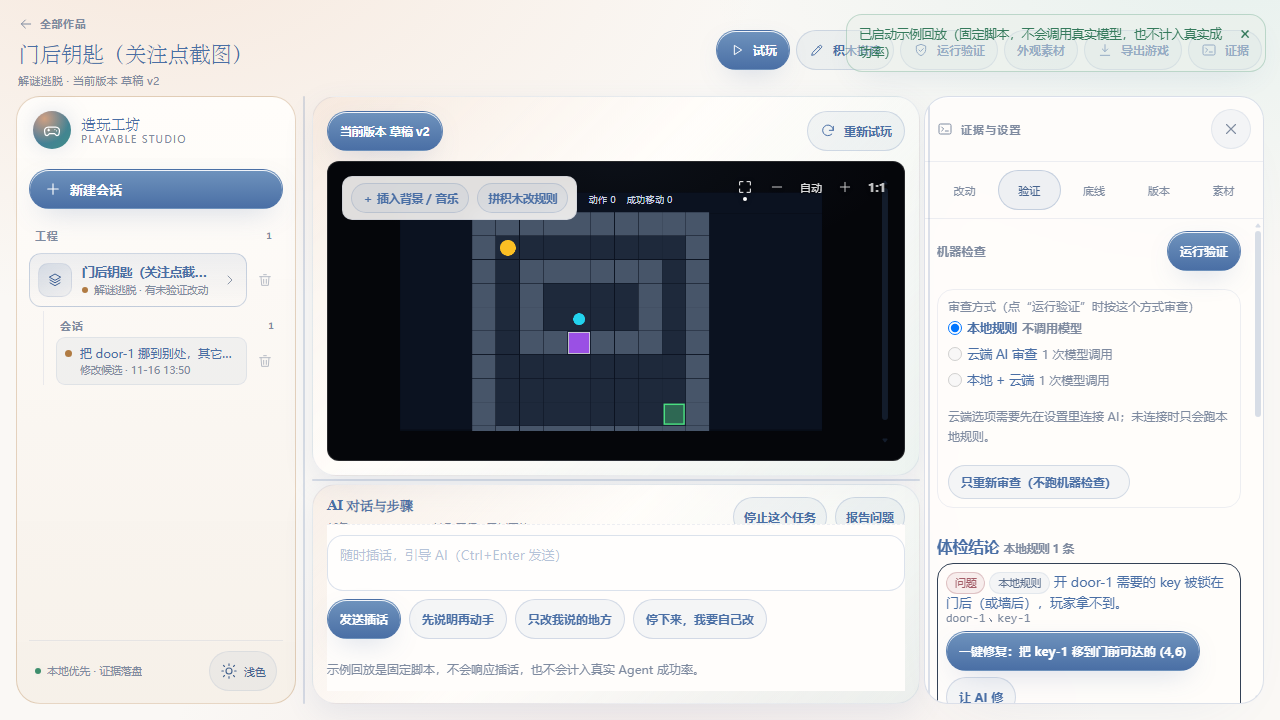 全部作品
门后钥匙（关注点截图）
解谜逃脱 · 当前版本 草稿 v2
试玩
已启动示例回放（固定脚本，不会调用真实模型，也不计入真实成功率）
运行验证
外观素材
导出游戏
证据
造玩工坊
PLAYABLE STUDIO
新建会话
工程
1
门后钥匙（关注点截...
解谜逃脱 · 有未验证改动
会话
1
把 door-1 挪到别处，其它...
修改候选 · 11-16 13:50
本地优先 · 证据落盘
浅色
当前版本 草稿 v2
重新试玩
+ 插入背景 / 音乐
拼积木改规则
动作 0 成功移动 0
自动
1:1
AI 对话与步骤
停止这个任务
报告问题
随时插话，引导 AI（Ctrl+Enter 发送）
发送插话
先说明再动手
只改我说的地方
停下来，我要自己改
示例回放是固定脚本，不会响应插话，也不会计入真实 Agent 成功率。
证据与设置
改动
验证
底线
版本
素材
机器检查
运行验证
审查方式（点“运行验证”时按这个方式审查）
本地规则 不调用模型
云端 AI 审查 1 次模型调用
本地 + 云端 1 次模型调用
云端选项需要先在设置里连接 AI；未连接时只会跑本
地规则。
只重新审查（不跑机器检查）
体检结论 本地规则 1 条
问题 本地规则 开 door-1 需要的 key 被锁在
门后（或墙后），玩家拿不到。
door-1、key-1
一键修复：把 key-1 移到门前可达的 (4,6)
让 AI 修